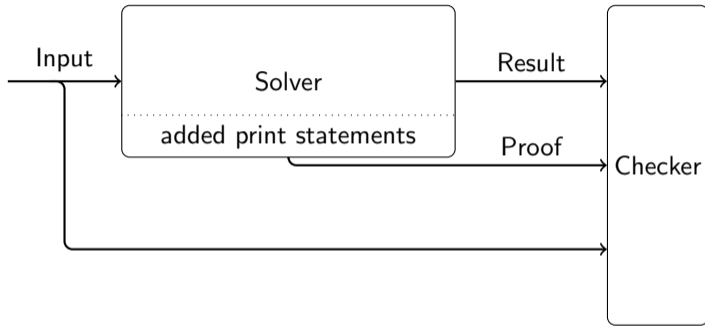 Input
Solver
Result
added print statements
Proof
Checker